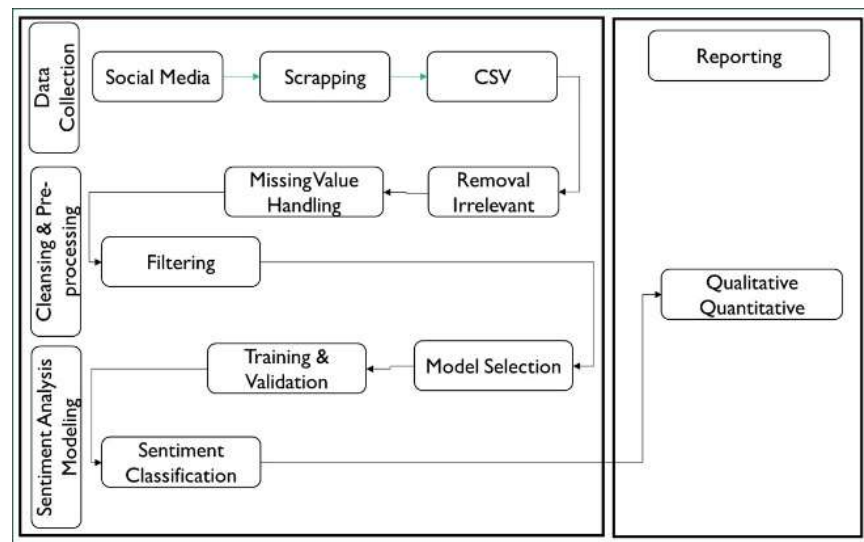 Data
Collection
Social Media
Scrapping
CSV
Reporting
Cleansing & Pre-
processing
Missing Value
Handling
Removal
Irrelevant
Filtering
Qualitative
Quantitative
Sentiment Analysis
Modeling
Training &
Validation
Model Selection
Sentiment
Classification